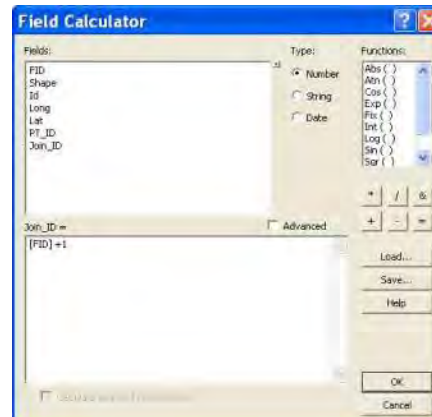 Field Calculator
Fields:
FID
Shape
Id
Long
Lat
PT_ID
Join_ID
Type:
Number
String
Date
Functions:
Abs ( )
Atn ( )
Cos ( )
Exp ( )
Fix ( )
Int ( )
Log ( )
Sin ( )
Sqr ( )
* / &
+ - =
Join_ID =
Advanced
[FID] +1
Load...
Save...
Help
OK
Cancel